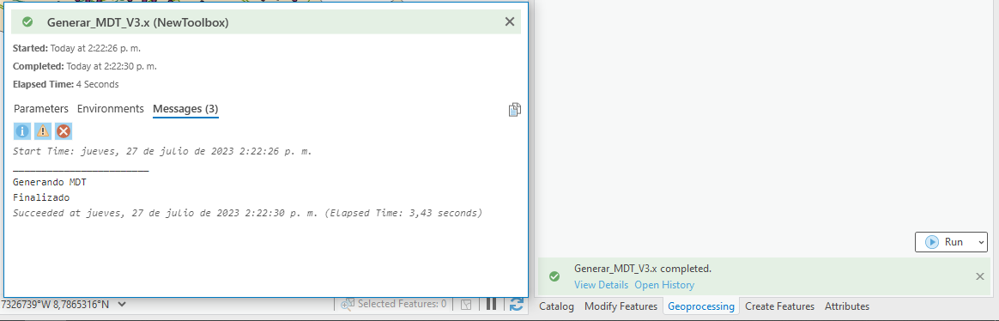 Generar_MDT_V3.x (NewToolbox)
Started: Today at 2:22:26 p. m.
Completed: Today at 2:22:30 p. m.
Elapsed Time: 4 Seconds
Parameters Environments Messages (3)
Start Time: jueves, 27 de julio de 2023 2:22:26 p. m.
________________________
Generando MDT
Finalizado
Succeeded at jueves, 27 de julio de 2023 2:22:30 p. m. (Elapsed Time: 3,43 seconds)
Run
Generar_MDT_V3.x completed.
View Details Open History
7326739°W 8,7865316°N
Selected Features: 0
Catalog Modify Features Geoprocessing Create Features Attributes